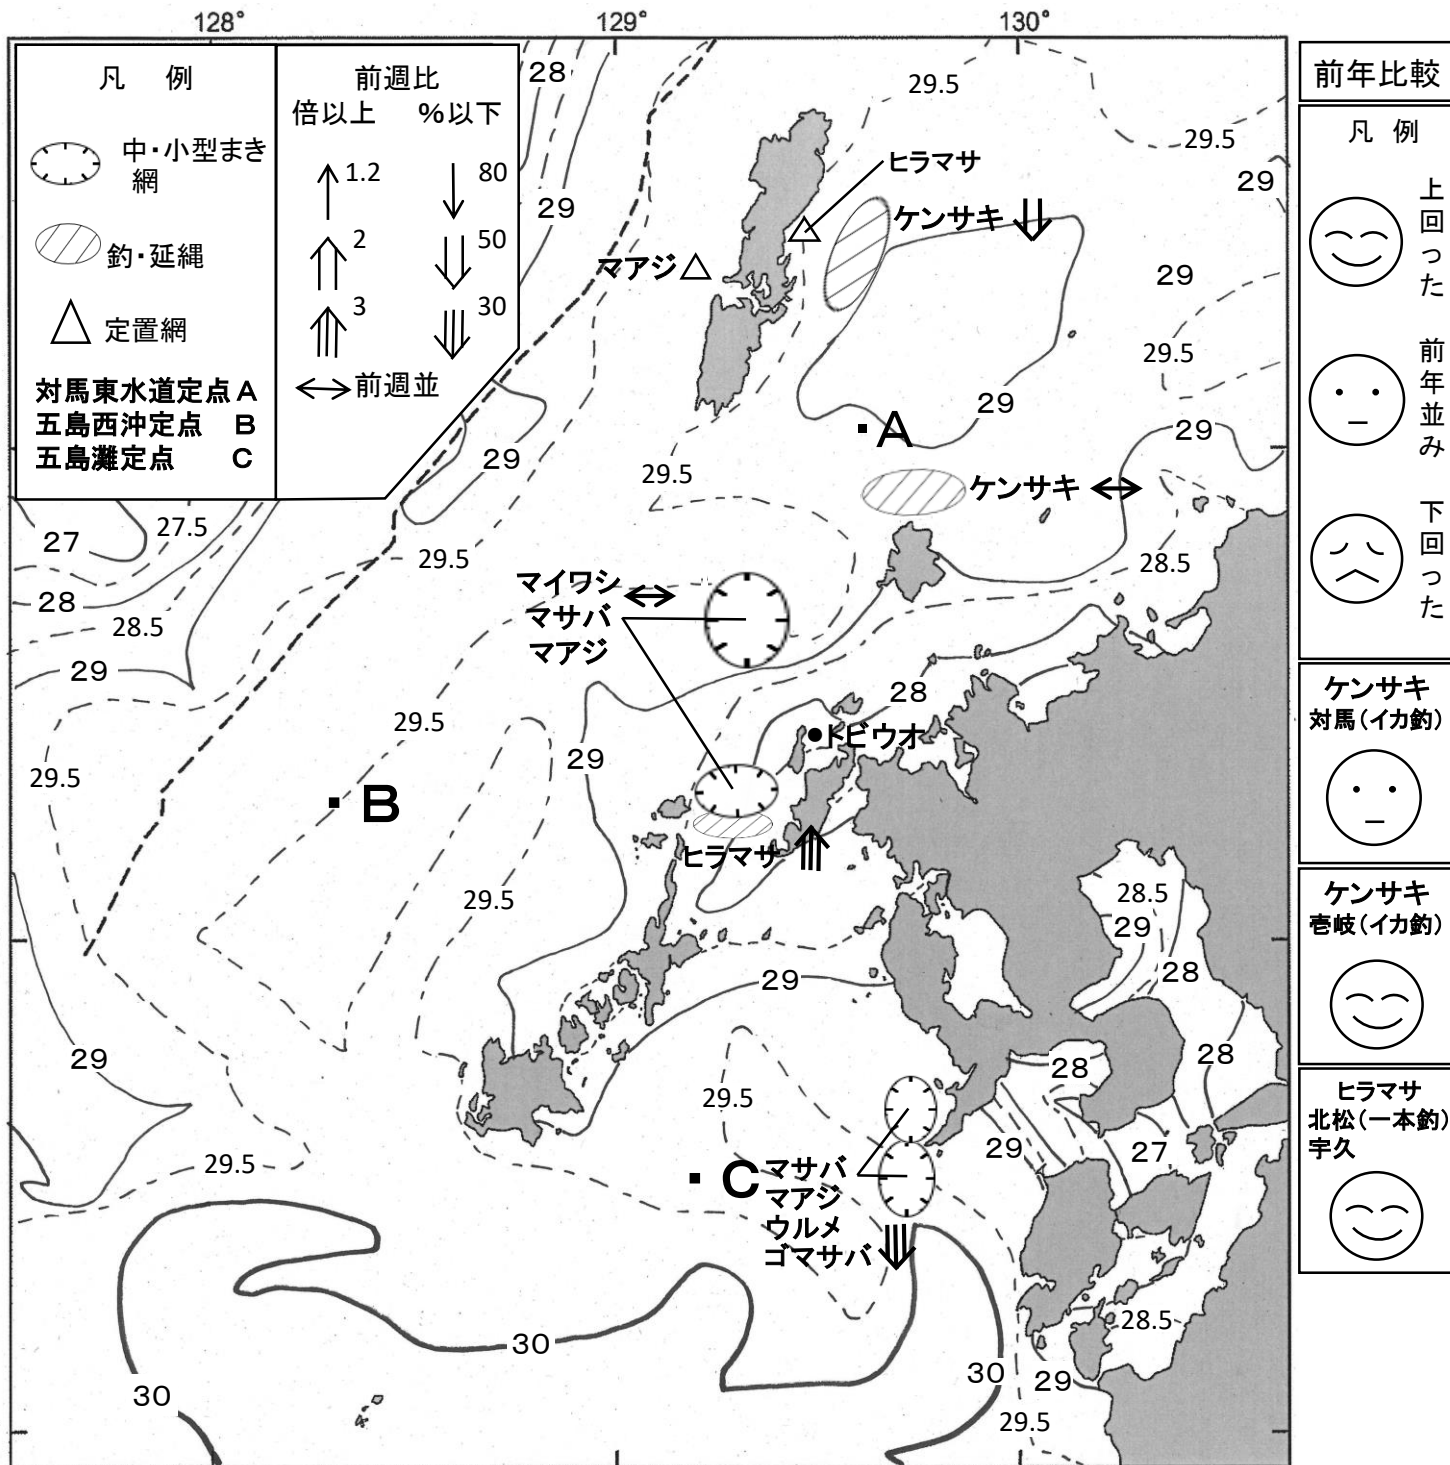 128°
129°
130°
凡 例
中・小型まき
網
釣・延縄
定置網
対馬東水道定点 A
五島西沖定点 B
五島灘定点 C
前週比
倍以上 %以下
1.2 80
2 50
3 30
前週並
28
29
29
27
27.5
28
28.5
29
29.5
29.5
29.5
29
29
29.5
29
29
29.5
28.5
29.5
29.5
29.5
ヒラマサ
ケンサキ
マアジ
A
ケンサキ
マイワシ
マサバ
マアジ
28
トビウオ
29
B
ヒラマサ
29.5
29
29.5
29
29.5
28.5
29
28
28
28
27
29
C
マサバ
マアジ
ウルメ
ゴマサバ
30
30
30
29
28.5
29.5
前年比較
凡 例
上回った
前年並み
下回った
ケンサキ
対馬(イカ釣)
ケンサキ
壱岐(イカ釣)
ヒラマサ
北松(一本釣)
宇久